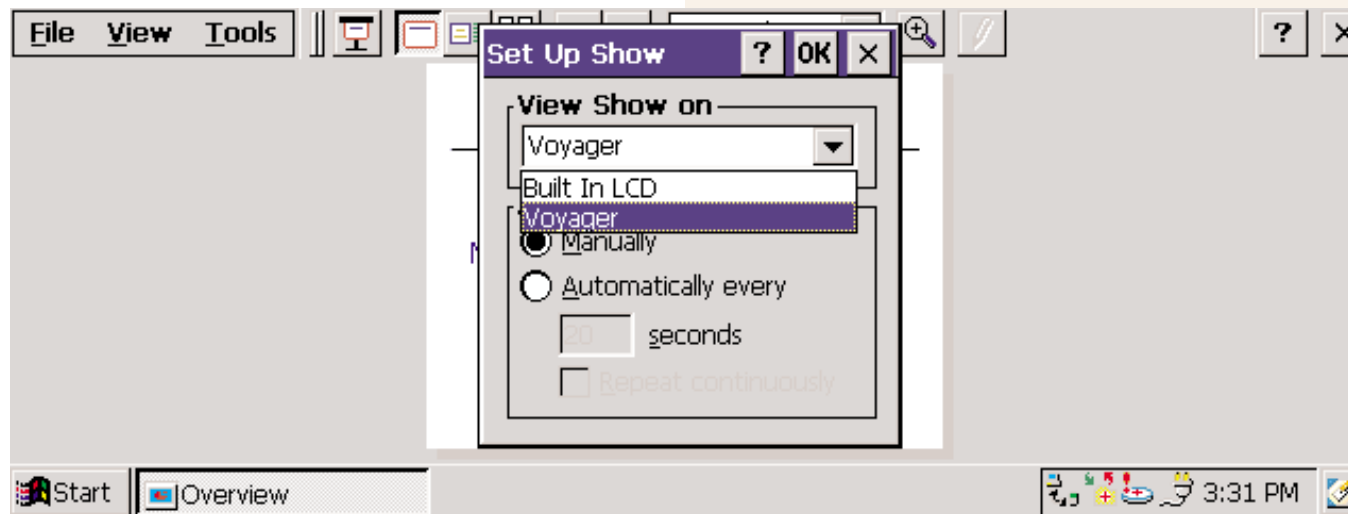 File View Tools
?
Set Up Show ? OK
View Show on
Voyager
Built In LCD
Voyager
Manually
Automatically every
20 seconds
Repeat continuously
Start Overview 3:31 PM